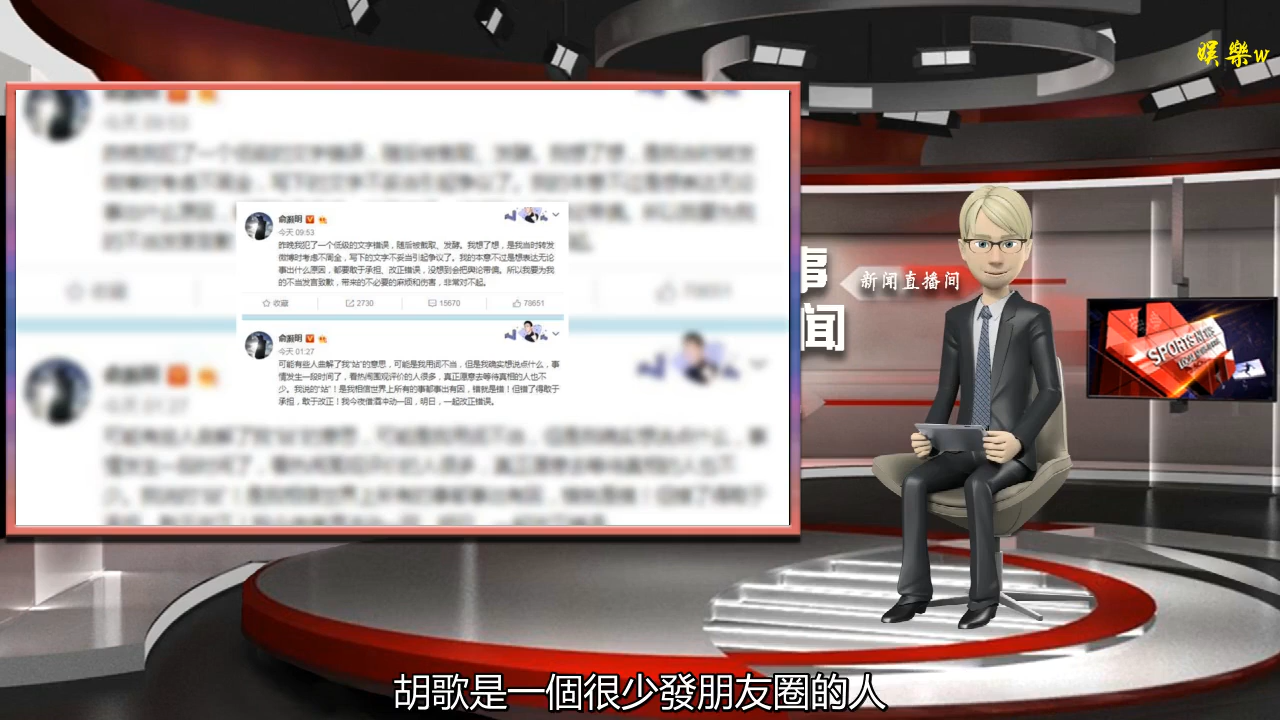 娱樂w
俞灏明
今天 09:53
昨晚我犯了一个低级的文字错误，随后被截取、发酵。我想了想，是我当时转发
微博时考虑不周全，写下的文字不妥当引起争议了。我的本意不过是想表达无论
事出什么原因，都要敢于承担、改正错误，没想到会把舆论带偶。所以我要为我
的不当发言致歉，带来的不必要的麻烦和伤害，非常对不起。
收藏 2730 15670 78651
俞灏明
今天 01:27
可能有些人曲解了我"站"的意思，可能是我用词不当，但是我确实想说点什么，事
情发生一段时间了，看热闹围观评价的人很多，真正愿意去等待真相的人也不
少。我说的"站"！是我相信世界上所有的事都事出有因，错就是错！但错了得敢于
承担，敢于改正！我今夜借酒冲动一回，明日，一起改正错误。
事
闻
新闻直播间
SPORTS
胡歌是一個很少發朋友圈的人